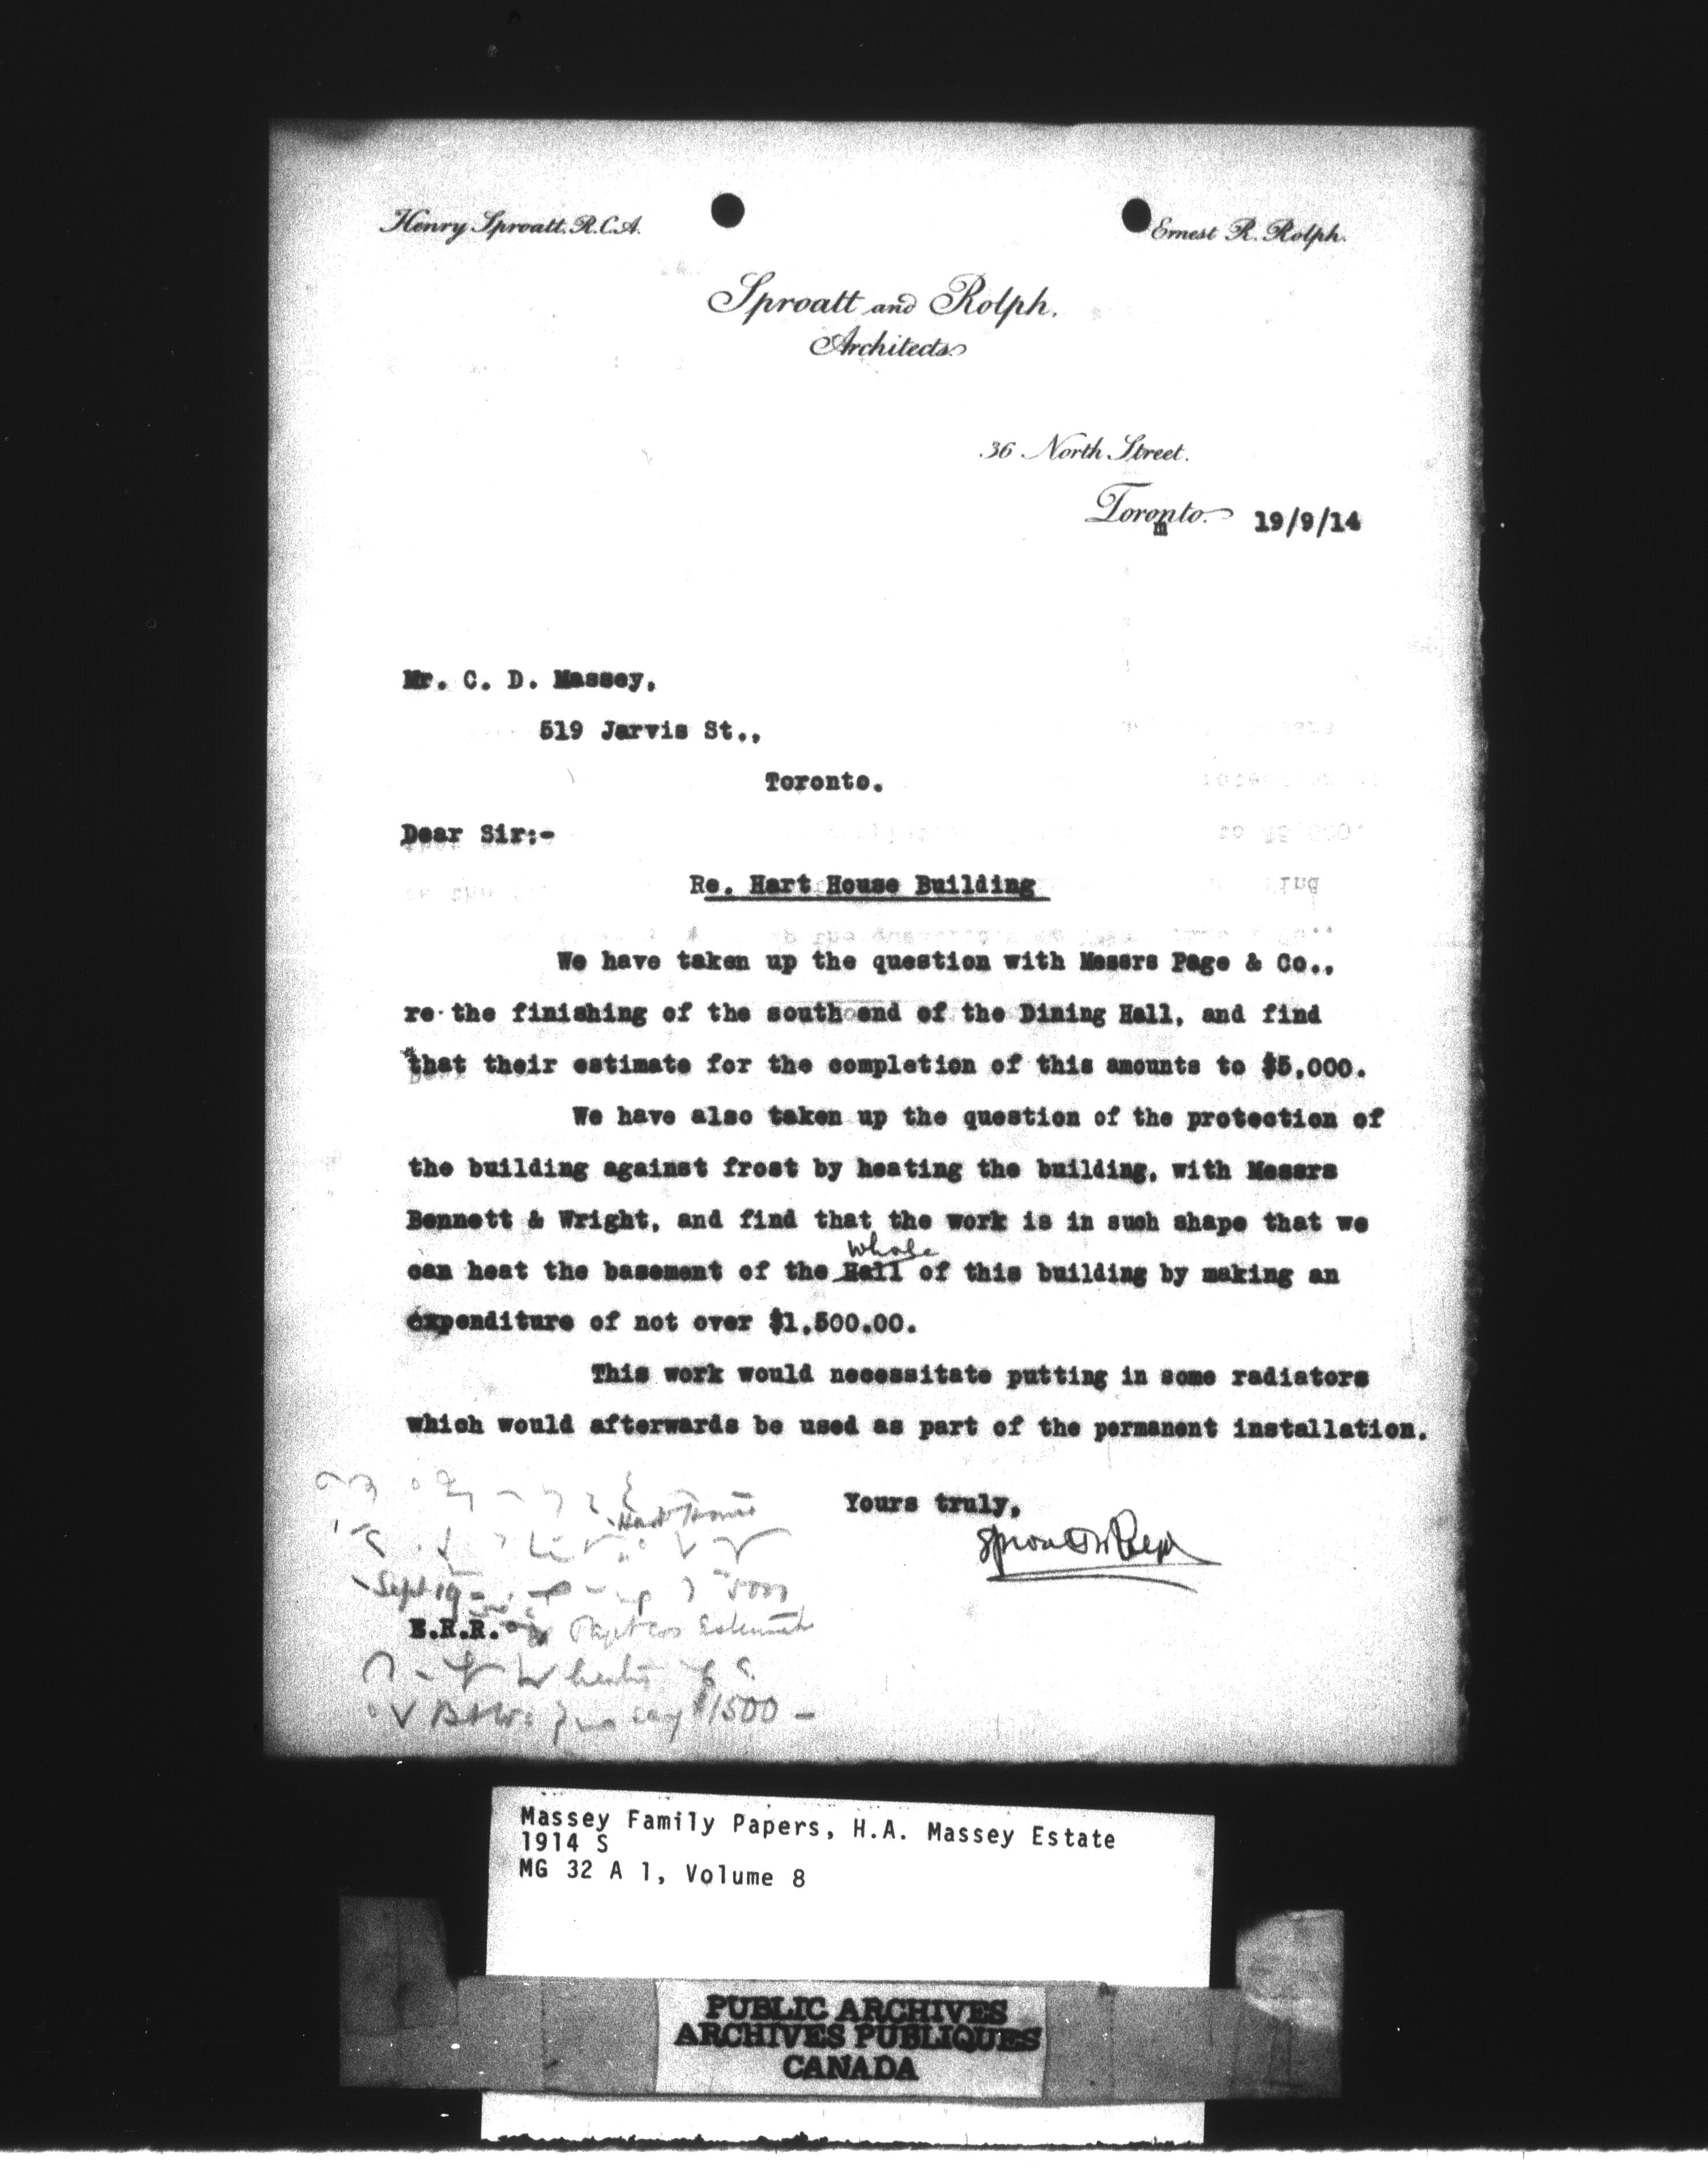 Henry Sproatt. R.C.A.
Ernest R. Rolph.
Sproatt and Rolph.
Architects
36 North Street.
Toronto. 19/9/14
m
Mr. C. D. Massey,
519 Jarvis St.,
Toronto.
Dear Sir:-
Re. Hart House Building
We have taken up the question with Messrs Page & Co.,
re the finishing of the south end of the Dining Hall, and find
that their estimate for the completion of this amounts to $5,000.
We have also taken up the question of the protection of
the building against frost by heating the building, with Messrs
Bennett & Wright, and find that the work is in such shape that we
whole
can heat the basement of the Hall of this building by making an
expenditure of not over $1,500.00.
This work would necessitate putting in some radiators
which would afterwards be used as part of the permanent installation.
Yours truly,
Sproatt & Rolph
Hart House
Sept 19 5000
E.R.R. Estimate
$1500 -
Massey Family Papers, H.A. Massey Estate
1914 S
MG 32 A 1, Volume 8
PUBLIC ARCHIVES
ARCHIVES PUBLIQUES
CANADA